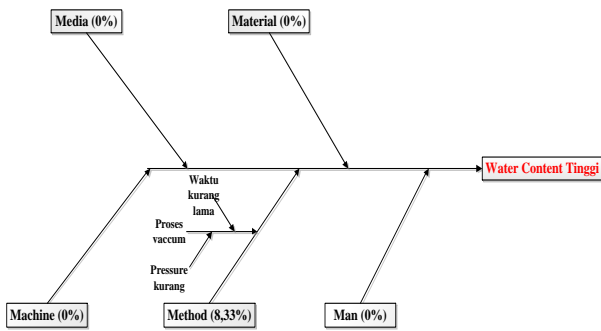 Media (0%)
Material (0%)
Water Content Tinggi
Waktu
kurang
lama
Proses
vaccum
Pressure
kurang
Machine (0%)
Method (8,33%)
Man (0%)